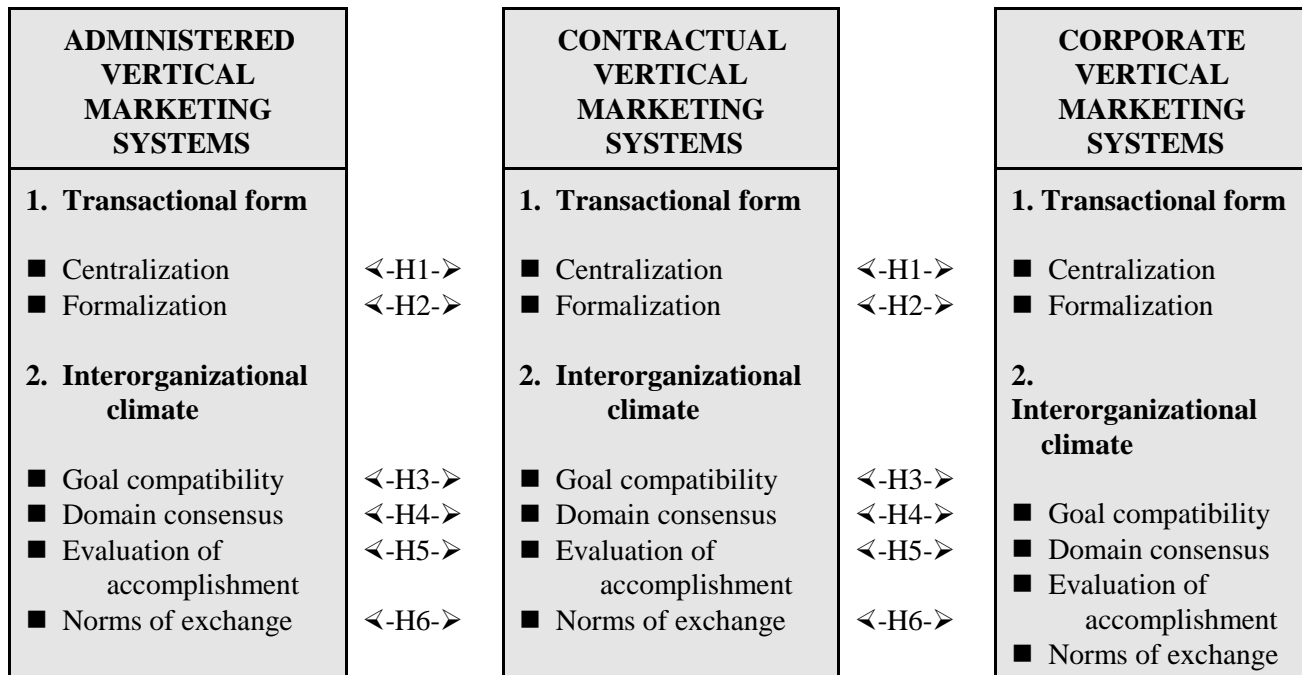 ADMINISTERED
VERTICAL
MARKETING
SYSTEMS
1. Transactional form
■ Centralization
■ Formalization
2. Interorganizational
climate
■ Goal compatibility
■ Domain consensus
■ Evaluation of
accomplishment
■ Norms of exchange
⮘-H1-⮚
⮘-H2-⮚
⮘-H3-⮚
⮘-H4-⮚
⮘-H5-⮚
⮘-H6-⮚
CONTRACTUAL
VERTICAL
MARKETING
SYSTEMS
1. Transactional form
■ Centralization
■ Formalization
2. Interorganizational
climate
■ Goal compatibility
■ Domain consensus
■ Evaluation of
accomplishment
■ Norms of exchange
⮘-H1-⮚
⮘-H2-⮚
⮘-H3-⮚
⮘-H4-⮚
⮘-H5-⮚
⮘-H6-⮚
CORPORATE
VERTICAL
MARKETING
SYSTEMS
1. Transactional form
■ Centralization
■ Formalization
2.
Interorganizational
climate
■ Goal compatibility
■ Domain consensus
■ Evaluation of
accomplishment
■ Norms of exchange